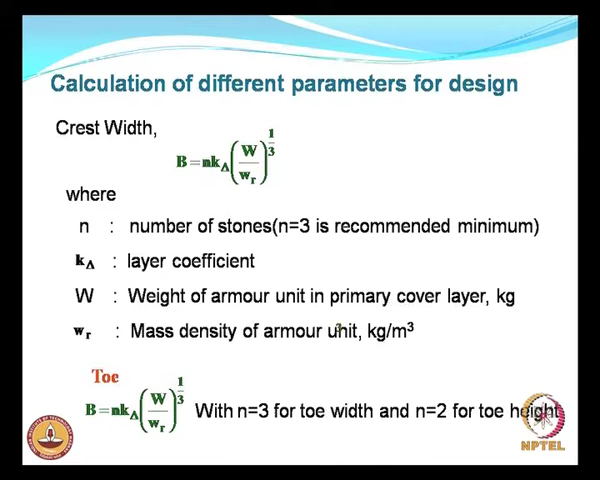 Calculation of different parameters for design
Crest Width,
B = nk_Δ (W/w_r)^{1/3}
where
n : number of stones(n=3 is recommended minimum)
k_Δ : layer coefficient
W : Weight of armour unit in primary cover layer, kg
w_r : Mass density of armour unit, kg/m³
Toe
B = nk_Δ (W/w_r)^{1/3} With n=3 for toe width and n=2 for toe height
NPTEL